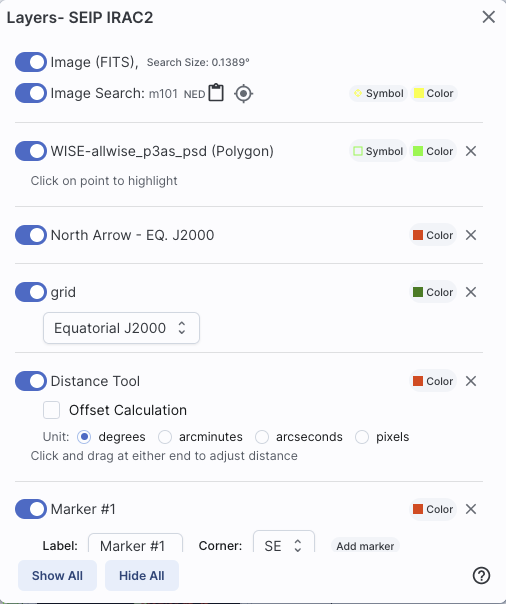 Layers- SEIP IRAC2
Image (FITS), Search Size: 0.1389°
Image Search: m101 NED Symbol Color
WISE-allwise_p3as_psd (Polygon) Symbol Color
Click on point to highlight
North Arrow - EQ. J2000 Color
grid Color
Equatorial J2000
Distance Tool Color
Offset Calculation
Unit: degrees arcminutes arcseconds pixels
Click and drag at either end to adjust distance
Marker #1 Color
Label: Marker #1 Corner: SE Add marker
Show All Hide All